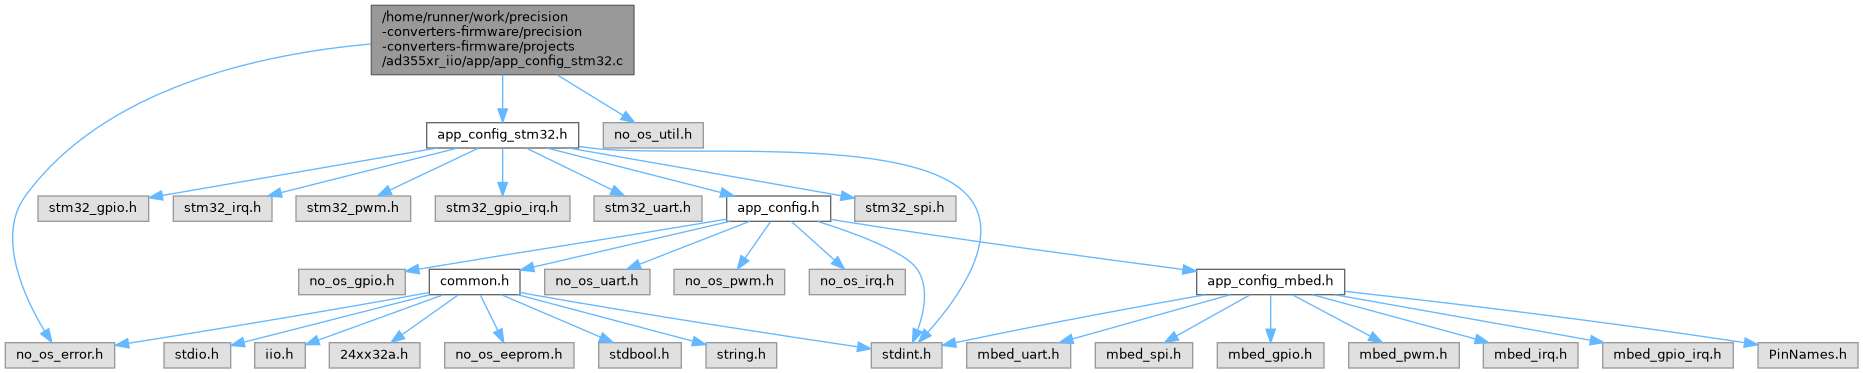 /home/runner/work/precision
-converters-firmware/precision
-converters-firmware/projects
/ad355xr_iio/app/app_config_stm32.c
app_config_stm32.h
no_os_util.h
stm32_gpio.h
stm32_irq.h
stm32_pwm.h
stm32_gpio_irq.h
stm32_uart.h
app_config.h
stm32_spi.h
no_os_gpio.h
common.h
no_os_uart.h
no_os_pwm.h
no_os_irq.h
app_config_mbed.h
no_os_error.h
stdio.h
iio.h
24xx32a.h
no_os_eeprom.h
stdbool.h
string.h
stdint.h
mbed_uart.h
mbed_spi.h
mbed_gpio.h
mbed_pwm.h
mbed_irq.h
mbed_gpio_irq.h
PinNames.h